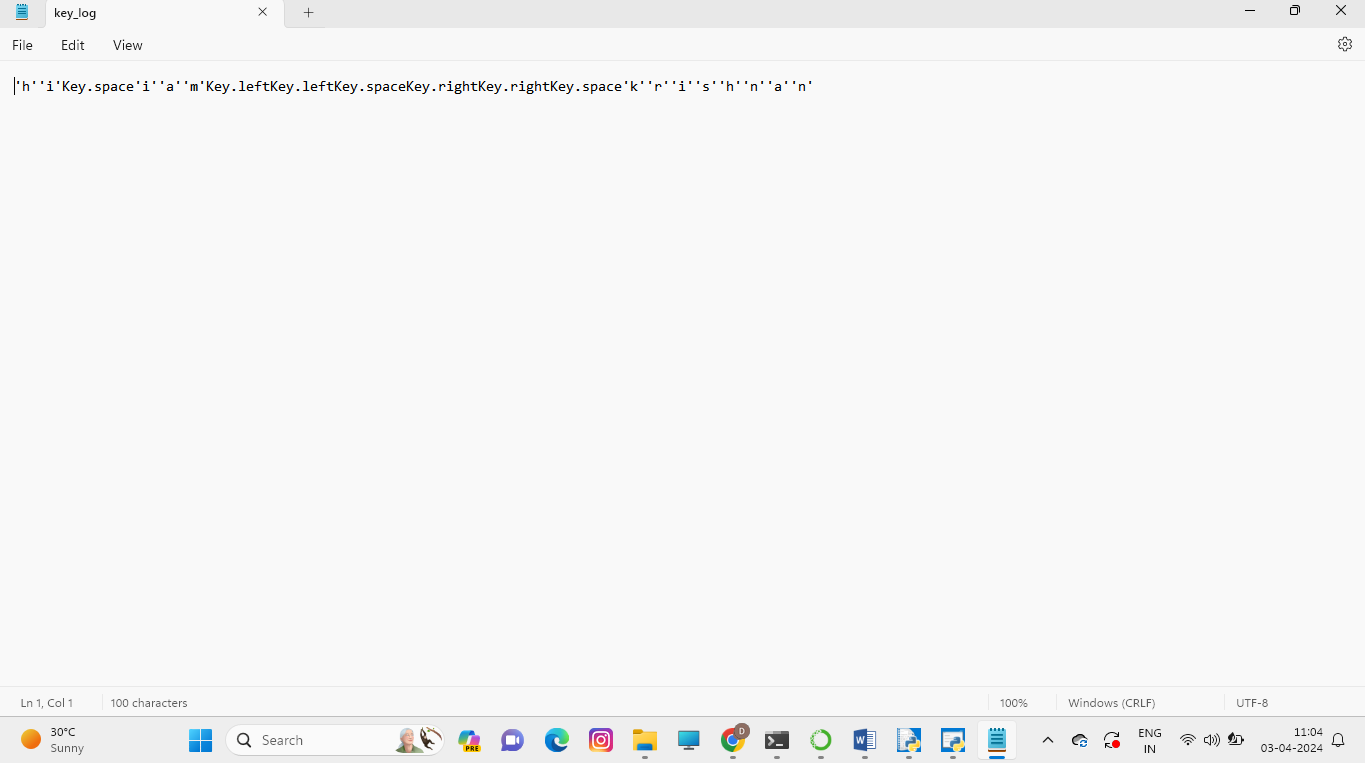 key_log
File Edit View
'h''i'Key.space'i''a''m'Key.leftKey.leftKey.spaceKey.rightKey.rightKey.space'k''r''i''s''h''n''a''n'
Ln 1, Col 1 100 characters 100% Windows (CRLF) UTF-8
30°C
Sunny
Search
PRE
D
ENG
IN
11:04
03-04-2024